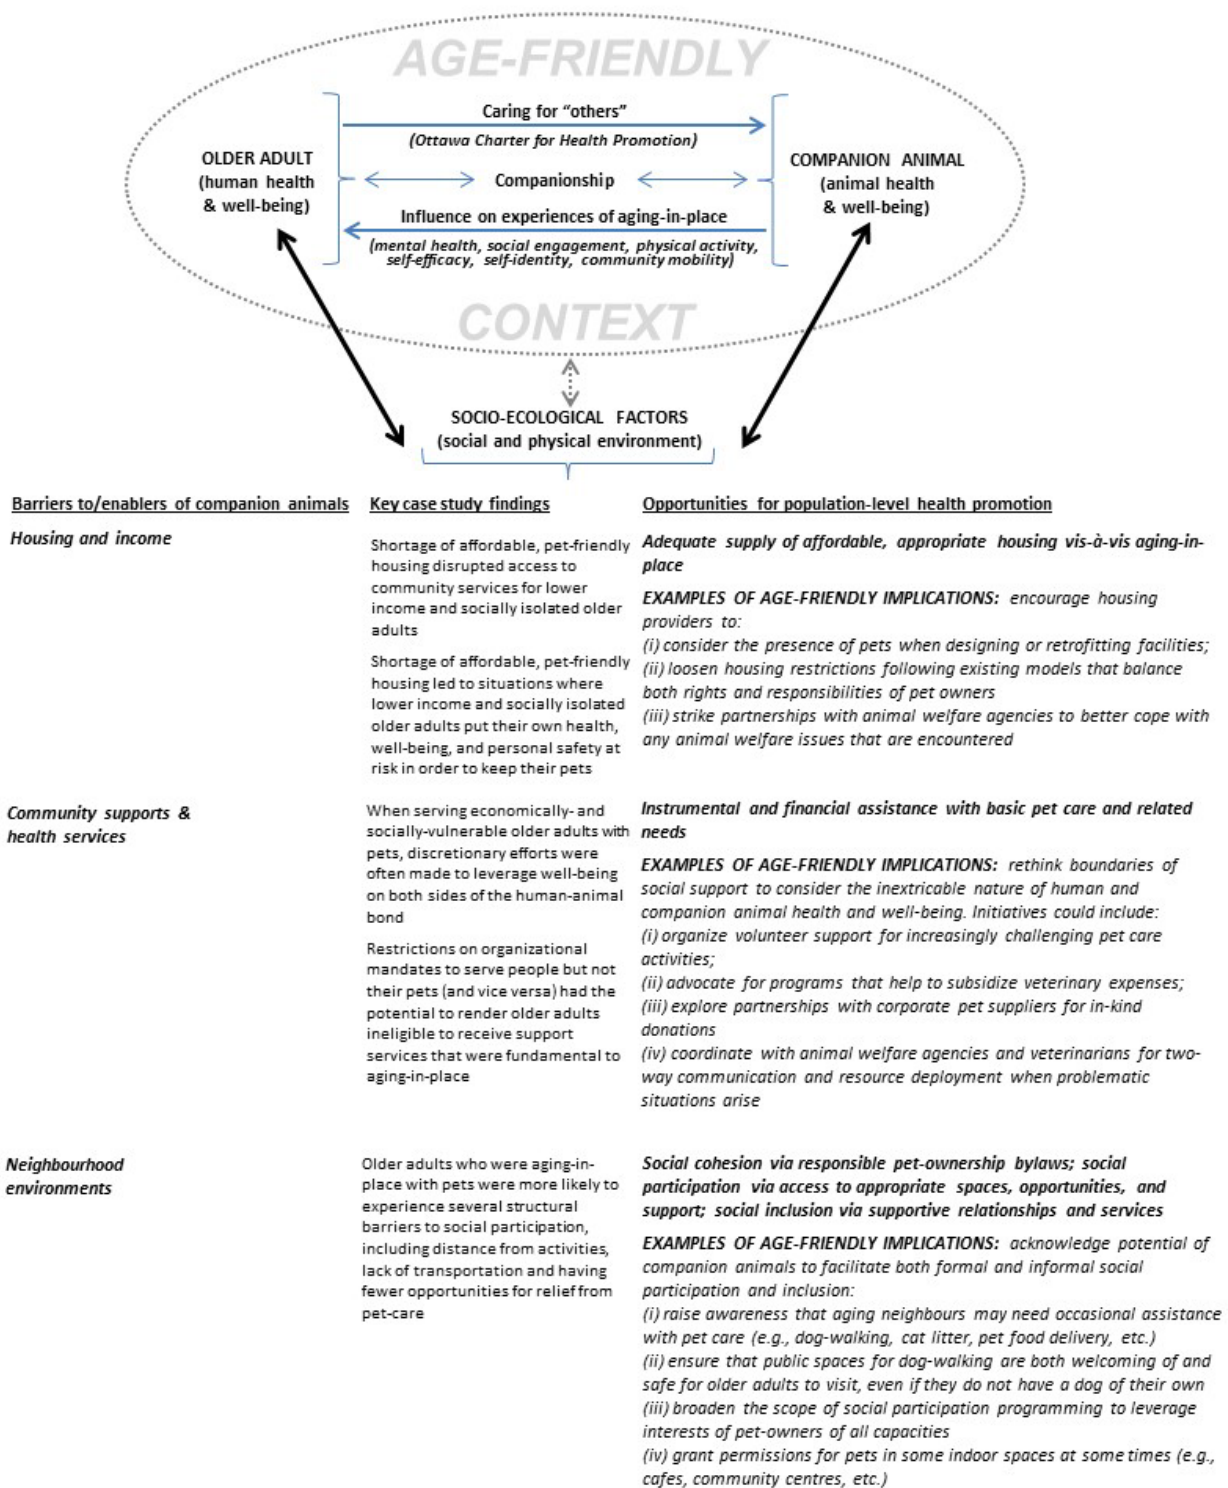 AGE-FRIENDLY
Caring for “others”
(Ottawa Charter for Health Promotion)
OLDER ADULT
(human health
& well-being)
Companionship
COMPANION ANIMAL
(animal health
& well-being)
Influence on experiences of aging-in-place
(mental health, social engagement, physical activity,
self-efficacy, self-identity, community mobility)
CONTEXT
SOCIO-ECOLOGICAL FACTORS
(social and physical environment)
Barriers to/enablers of companion animals
Key case study findings
Opportunities for population-level health promotion
Housing and income
Shortage of affordable, pet-friendly
housing disrupted access to
community services for lower
income and socially isolated older
adults
Shortage of affordable, pet-friendly
housing led to situations where
lower income and socially isolated
older adults put their own health,
well-being, and personal safety at
risk in order to keep their pets
Adequate supply of affordable, appropriate housing vis-à-vis aging-in-
place
EXAMPLES OF AGE-FRIENDLY IMPLICATIONS: encourage housing
providers to:
(i) consider the presence of pets when designing or retrofitting facilities;
(ii) loosen housing restrictions following existing models that balance
both rights and responsibilities of pet owners
(iii) strike partnerships with animal welfare agencies to better cope with
any animal welfare issues that are encountered
Community supports &
health services
When serving economically- and
socially-vulnerable older adults with
pets, discretionary efforts were
often made to leverage well-being
on both sides of the human-animal
bond
Restrictions on organizational
mandates to serve people but not
their pets (and vice versa) had the
potential to render older adults
ineligible to receive support
services that were fundamental to
aging-in-place
Instrumental and financial assistance with basic pet care and related
needs
EXAMPLES OF AGE-FRIENDLY IMPLICATIONS: rethink boundaries of
social support to consider the inextricable nature of human and
companion animal health and well-being. Initiatives could include:
(i) organize volunteer support for increasingly challenging pet care
activities;
(ii) advocate for programs that help to subsidize veterinary expenses;
(iii) explore partnerships with corporate pet suppliers for in-kind
donations
(iv) coordinate with animal welfare agencies and veterinarians for two-
way communication and resource deployment when problematic
situations arise
Neighbourhood
environments
Older adults who were aging-in-
place with pets were more likely to
experience several structural
barriers to social participation,
including distance from activities,
lack of transportation and having
fewer opportunities for relief from
pet-care
Social cohesion via responsible pet-ownership bylaws; social
participation via access to appropriate spaces, opportunities, and
support; social inclusion via supportive relationships and services
EXAMPLES OF AGE-FRIENDLY IMPLICATIONS: acknowledge potential of
companion animals to facilitate both formal and informal social
participation and inclusion:
(i) raise awareness that aging neighbours may need occasional assistance
with pet care (e.g., dog-walking, cat litter, pet food delivery, etc.)
(ii) ensure that public spaces for dog-walking are both welcoming of and
safe for older adults to visit, even if they do not have a dog of their own
(iii) broaden the scope of social participation programming to leverage
interests of pet-owners of all capacities
(iv) grant permissions for pets in some indoor spaces at some times (e.g.,
cafes, community centres, etc.)